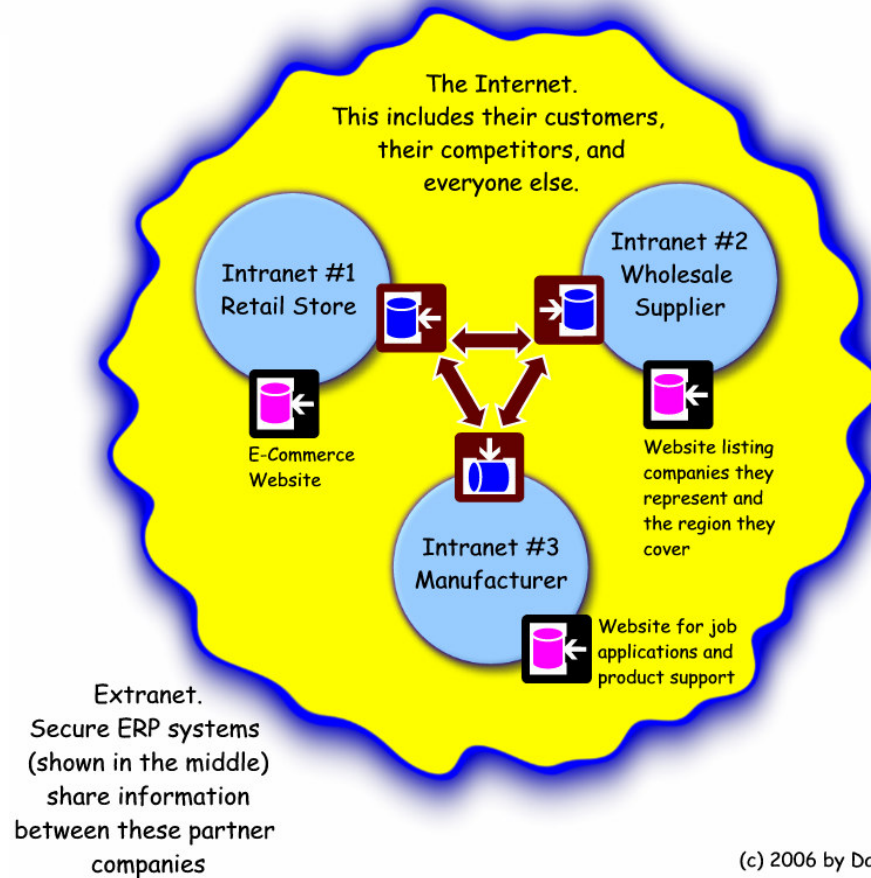 The Internet.
This includes their customers,
their competitors, and
everyone else.
Intranet #1
Retail Store
Intranet #2
Wholesale
Supplier
E-Commerce
Website
Website listing
companies they
represent and
the region they
cover
Intranet #3
Manufacturer
Website for job
applications and
product support
Extranet.
Secure ERP systems
(shown in the middle)
share information
between these partner
companies
(c) 2006 by